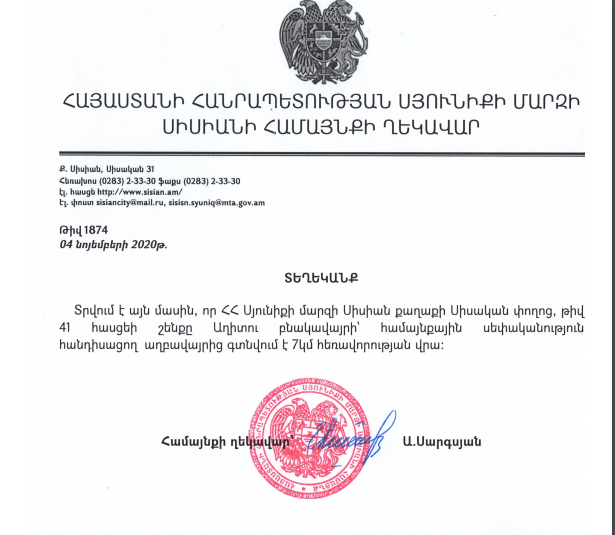 ՀԱՅԱՍՏԱՆԻ ՀԱՆՐԱՊԵՏՈՒԹՅԱՆ ՍՅՈՒՆԻՔԻ ՄԱՐԶԻ
ՍԻՍԻԱՆԻ ՀԱՄԱՅՆՔԻ ՂԵԿԱՎԱՐ
Ք. Սիսիան, Սիսական 31
Հեռախոս (0283) 2-33-30 ֆաքս (0283) 2-33-30
էլ. հասցե http://www.sisian.am/
էլ. փոստ sisiancity@mail.ru, sisisn.syuniq@mta.gov.am
Թիվ 1874
04 նոյեմբերի 2020թ.
ՏԵՂԵԿԱՆՔ
Տրվում է այն մասին, որ ՀՀ Սյունիքի մարզի Սիսիան քաղաքի Սիսական փողոց, թիվ
41 հասցեի շենքը Աղիտու բնակավայրի՝ համայնքային սեփականություն
հանդիսացող աղբավայրից գտնվում է 7կմ հեռավորության վրա:
Համայնքի ղեկավար՝ Ա.Սարգսյան